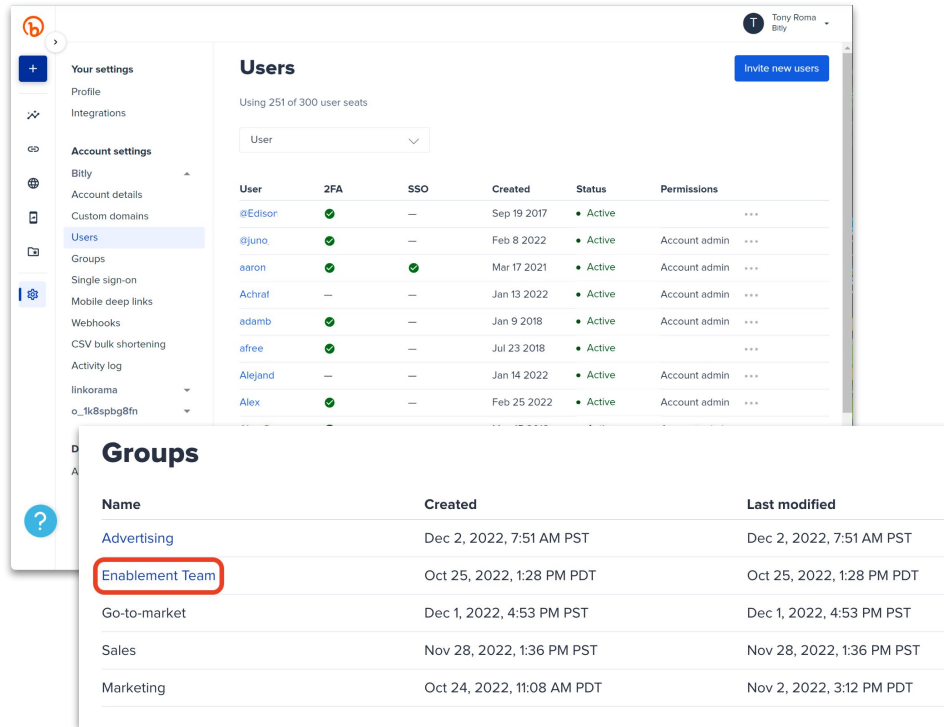 Tony Roma
T
Bitly
Your settings
Profile
Integrations
Account settings
Bitly
Account details
Custom domains
Users
Groups
Single sign-on
Mobile deep links
Webhooks
CSV bulk shortening
Activity log
linkorama
o_1k8spbg8fn
D
A
?
Users
Invite new users
Using 251 of 300 user seats
User
User 2FA SSO Created Status Permissions
@Edison — Sep 19 2017 • Active
@juno — Feb 8 2022 • Active Account admin
aaron Mar 17 2021 • Active Account admin
Achraf — — Jan 13 2022 • Active Account admin
adamb — Jan 9 2018 • Active Account admin
afree — Jul 23 2018 • Active
Alejand — — Jan 14 2022 • Active Account admin
Alex — Feb 25 2022 • Active Account admin
Groups
Name Created Last modified
Advertising Dec 2, 2022, 7:51 AM PST Dec 2, 2022, 7:51 AM PST
Enablement Team Oct 25, 2022, 1:28 PM PDT Oct 25, 2022, 1:28 PM PDT
Go-to-market Dec 1, 2022, 4:53 PM PST Dec 1, 2022, 4:53 PM PST
Sales Nov 28, 2022, 1:36 PM PST Nov 28, 2022, 1:36 PM PST
Marketing Oct 24, 2022, 11:08 AM PDT Nov 2, 2022, 3:12 PM PDT